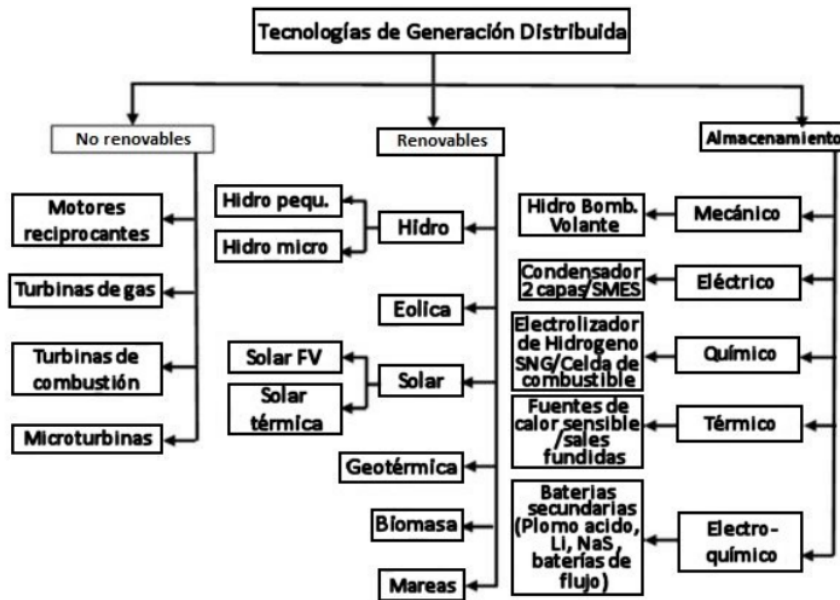 Tecnologías de Generación Distribuida
No renovables
Renovables
Almacenamiento
Motores
reciprocantes
Turbinas de gas
Turbinas de
combustión
Microturbinas
Hidro pequ.
Hidro micro
Hidro
Eolica
Solar FV
Solar
térmica
Solar
Geotérmica
Biomasa
Mareas
Hidro Bomb.
Volante
Mecánico
Condensador
2 capas/SMES
Eléctrico
Electrolizador
de Hidrogeno
SNG/Celda de
combustible
Químico
Fuentes de
calor sensible
/sales
fundidas
Térmico
Baterias
secundarias
(Plomo acido,
Li, NaS,
baterías de
flujo)
Electro-
químico